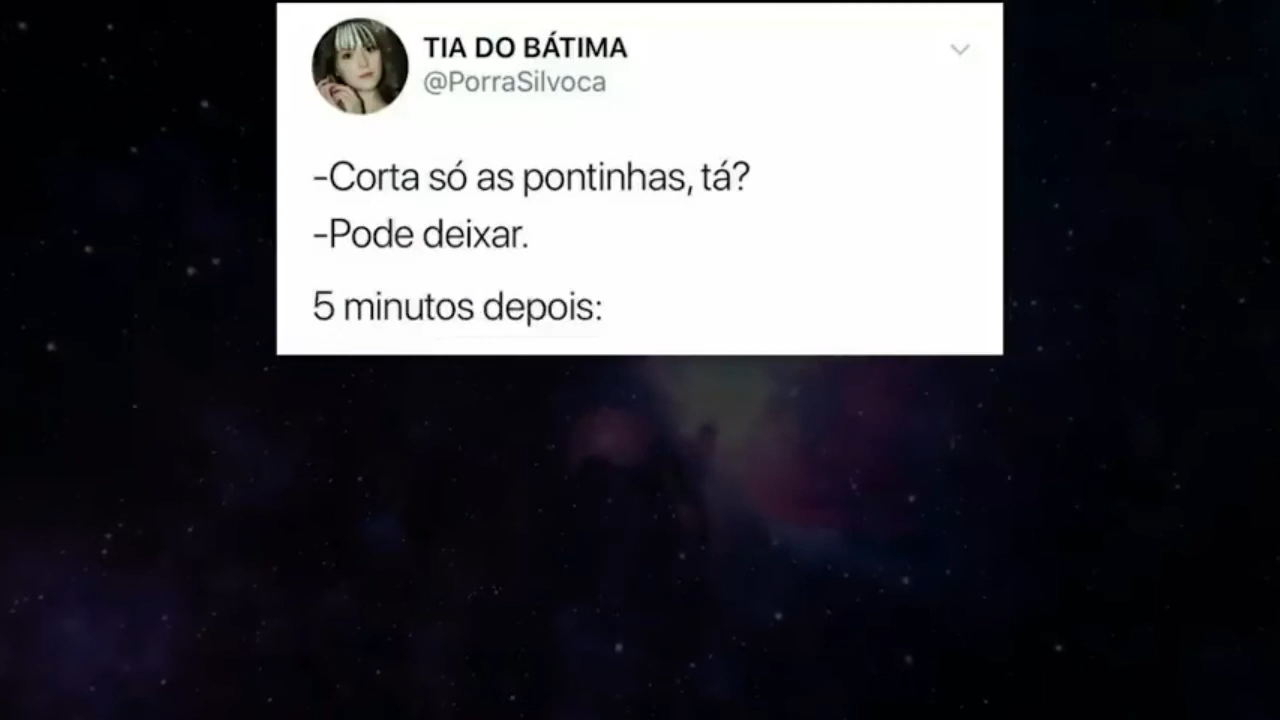 TIA DO BÁTIMA
@PorraSilvoca
-Corta só as pontinhas, tá?
-Pode deixar.
5 minutos depois: